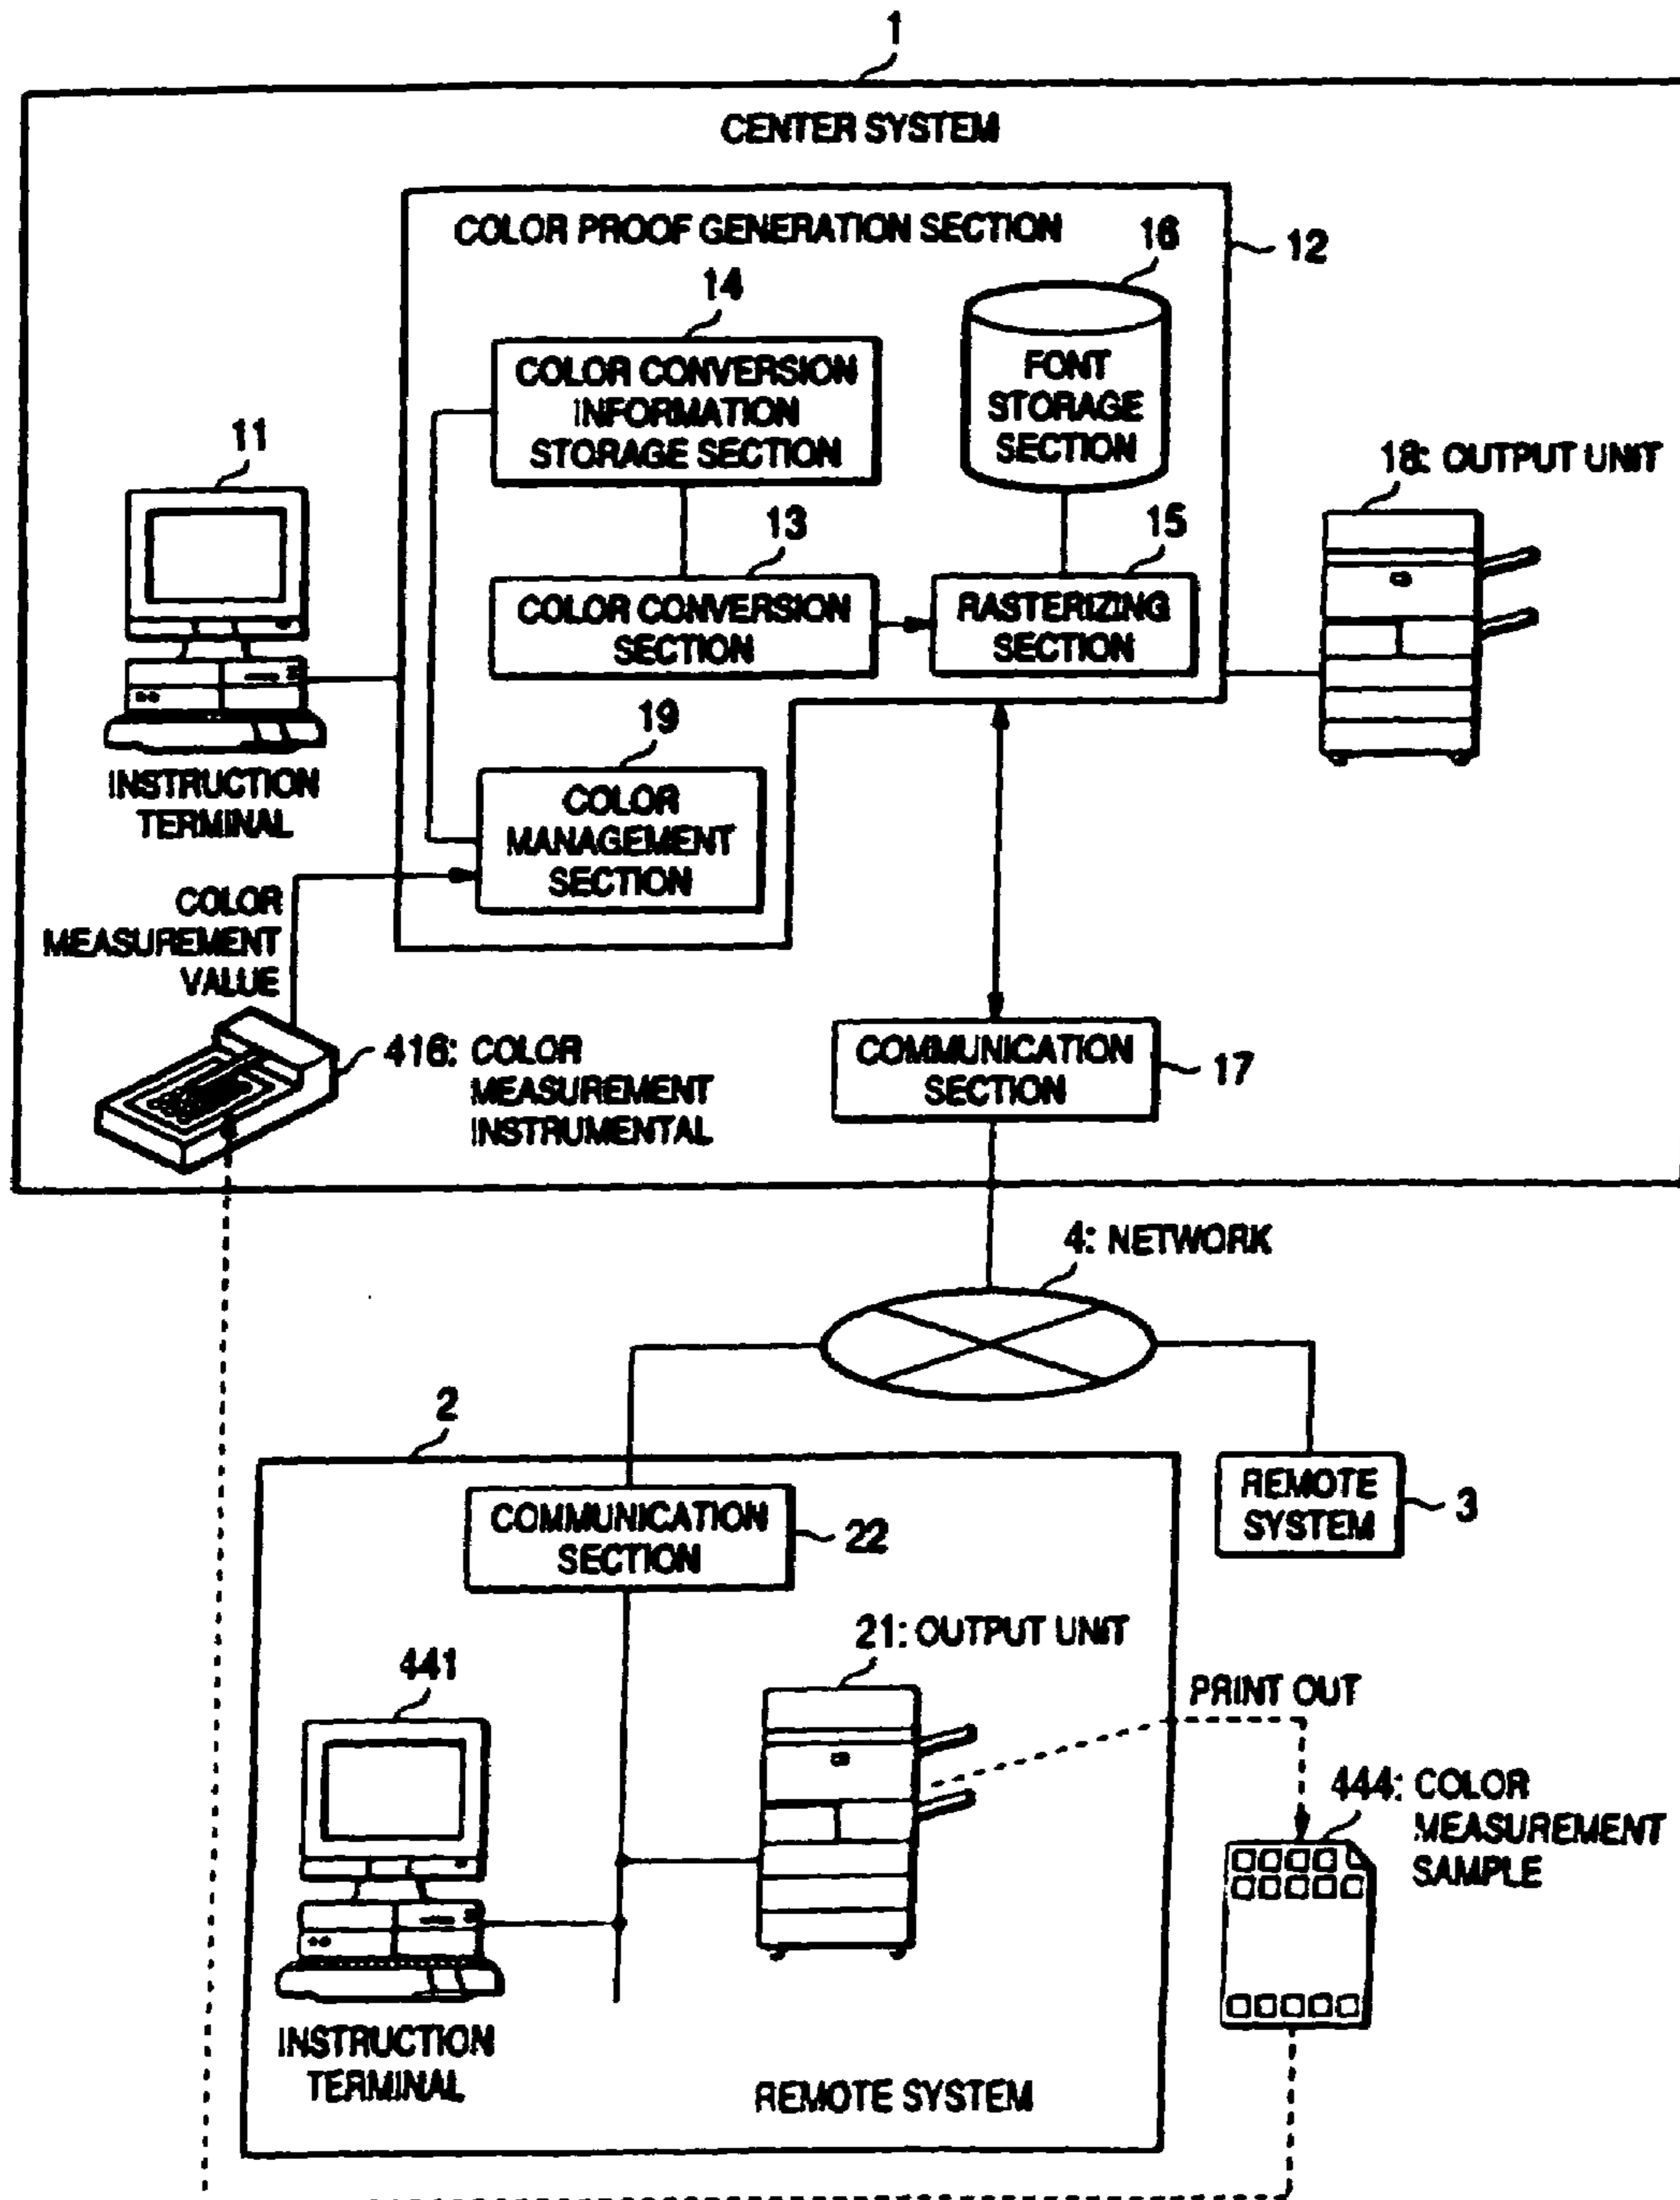 1
CENTER SYSTEM
COLOR PROOF GENERATION SECTION
12
14
16
COLOR CONVERSION
INFORMATION
STORAGE SECTION
FONT
STORAGE
SECTION
11
18: OUTPUT UNIT
13
15
COLOR CONVERSION
SECTION
RASTERIZING
SECTION
19
INSTRUCTION
TERMINAL
COLOR
MANAGEMENT
SECTION
COLOR
MEASUREMENT
VALUE
416: COLOR
MEASUREMENT
INSTRUMENTAL
COMMUNICATION
SECTION
17
4: NETWORK
2
COMMUNICATION
SECTION
22
REMOTE
SYSTEM
3
441
21: OUTPUT UNIT
PRINT OUT
444: COLOR
MEASUREMENT
SAMPLE
INSTRUCTION
TERMINAL
REMOTE SYSTEM